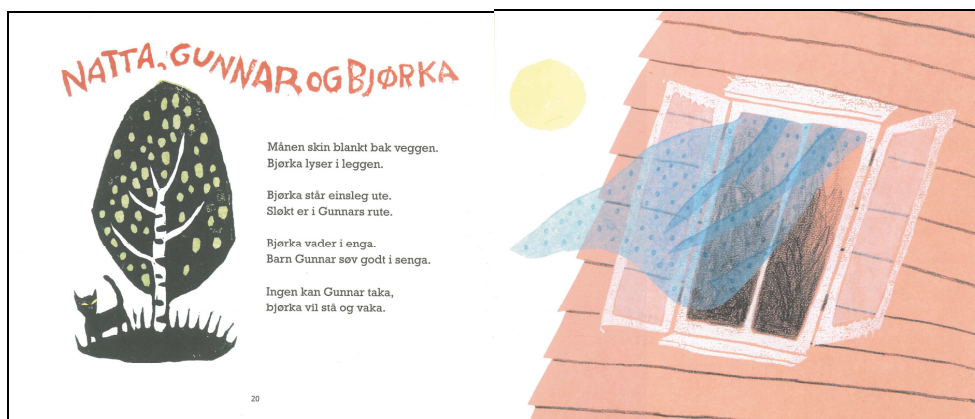 NATTA, GUNNAR OG BJØRKA
Månen skin blankt bak veggen.
Bjørka lyser i leggen.
Bjørka står einsleg ute.
Sløkt er i Gunnars rute.
Bjørka vader i enga.
Barn Gunnar søv godt i senga.
Ingen kan Gunnar taka,
bjørka vil stå og vaka.
20